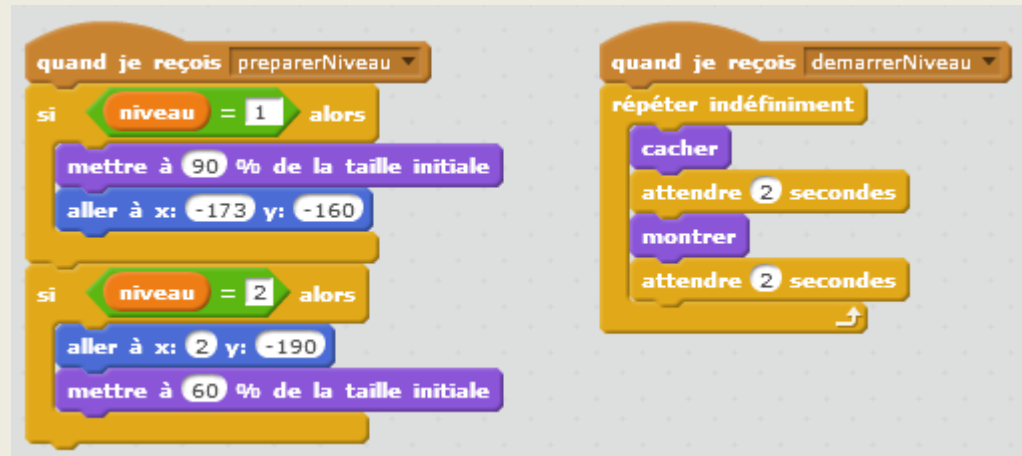 quand je reçois preparerNiveau
si niveau = 1 alors
mettre à 90 % de la taille initiale
aller à x: -173 y: -160
si niveau = 2 alors
aller à x: 2 y: -190
mettre à 60 % de la taille initiale
quand je reçois demarrerNiveau
répéter indéfiniment
cacher
attendre 2 secondes
montrer
attendre 2 secondes